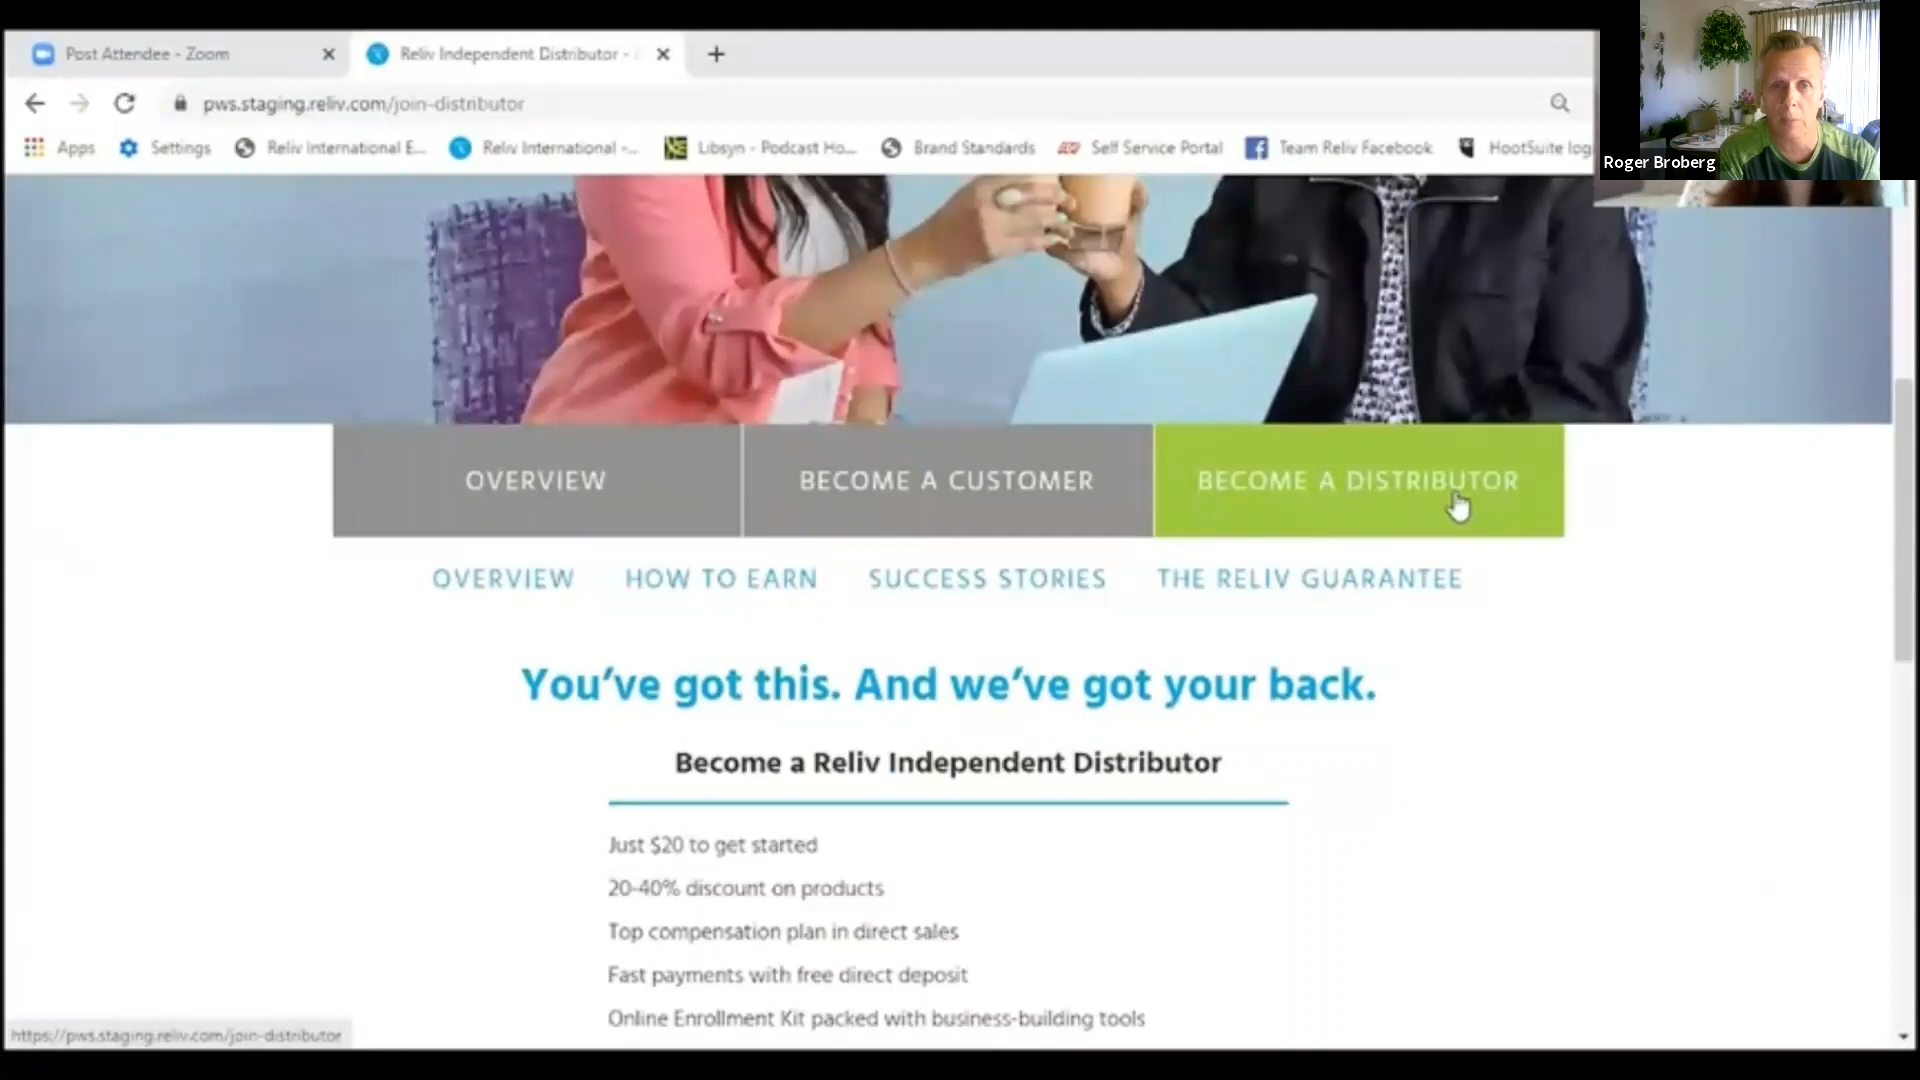 Post Attendee - Zoom
Reliv Independent Distributor -
pws.staging.reliv.com/join-distributor
Apps
Settings
Reliv International E...
Reliv International -...
Libsyn - Podcast Ho...
Brand Standards
Self Service Portal
Team Reliv Facebook
HootSuite log
Roger Broberg
OVERVIEW
BECOME A CUSTOMER
BECOME A DISTRIBUTOR
OVERVIEW
HOW TO EARN
SUCCESS STORIES
THE RELIV GUARANTEE
You've got this. And we've got your back.
Become a Reliv Independent Distributor
Just $20 to get started
20-40% discount on products
Top compensation plan in direct sales
Fast payments with free direct deposit
Online Enrollment Kit packed with business-building tools
https://pws.staging.reliv.com/join-distributor